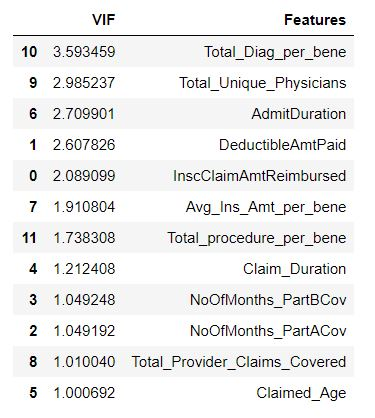 VIF Features
10 3.593459 Total_Diag_per_bene
9 2.985237 Total_Unique_Physicians
6 2.709901 AdmitDuration
1 2.607826 DeductibleAmtPaid
0 2.089099 InscClaimAmtReimbursed
7 1.910804 Avg_Ins_Amt_per_bene
11 1.738308 Total_procedure_per_bene
4 1.212408 Claim_Duration
3 1.049248 NoOfMonths_PartBCov
2 1.049192 NoOfMonths_PartACov
8 1.010040 Total_Provider_Claims_Covered
5 1.000692 Claimed_Age